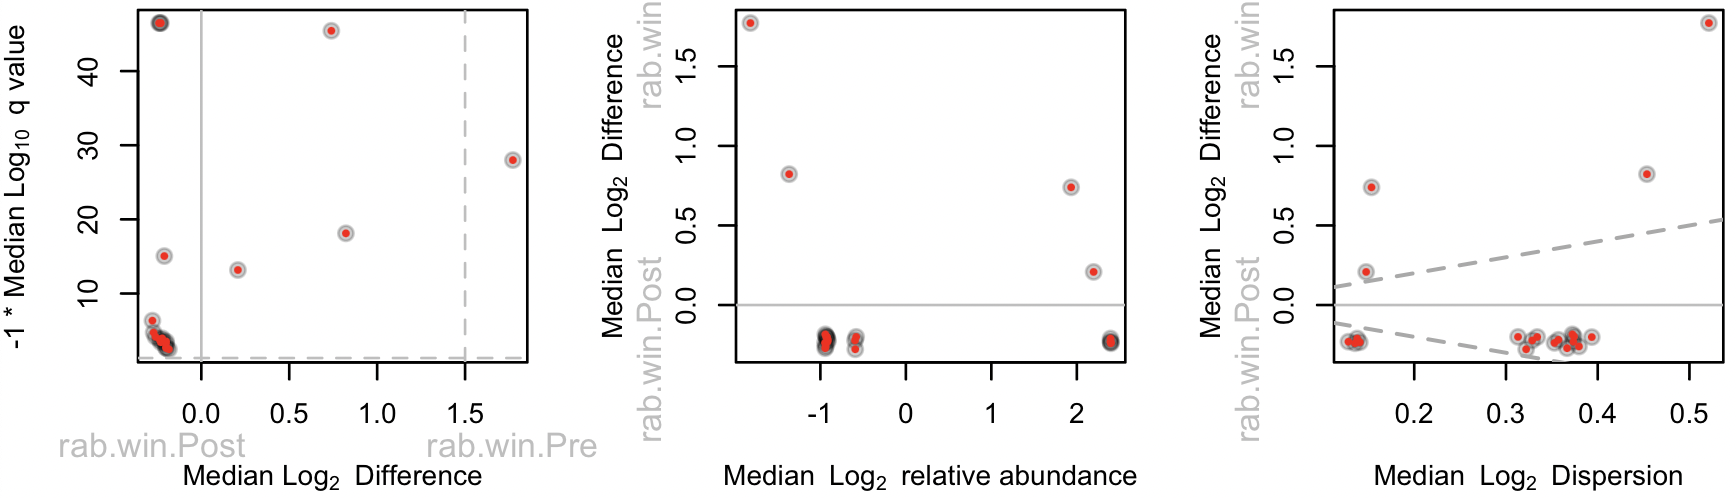 -1 * Median Log10 q value
40
30
20
10
0.0 0.5 1.0 1.5
rab.win.Post rab.win.Pre
Median Log2 Difference
Median Log2 Difference
rab.win.Post rab.win
1.5
1.0
0.5
0.0
-1 0 1 2
Median Log2 relative abundance
Median Log2 Difference
rab.win.Post rab.win
1.5
1.0
0.5
0.0
0.2 0.3 0.4 0.5
Median Log2 Dispersion